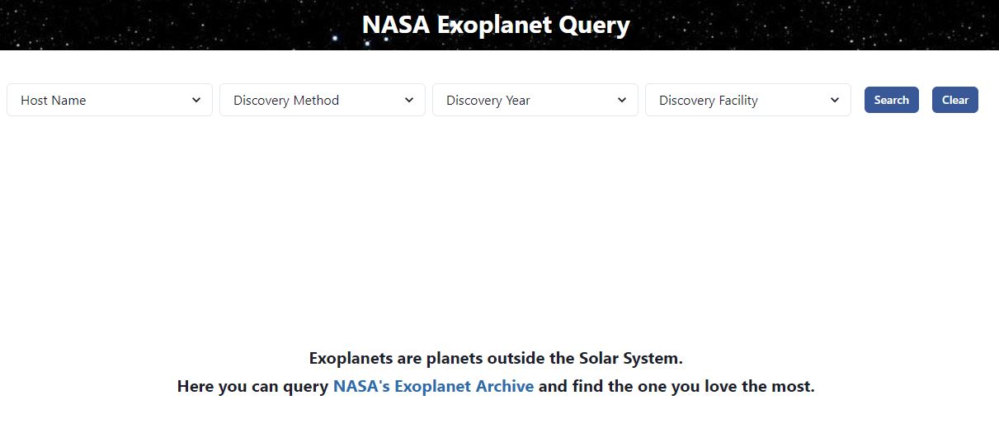 NASA Exoplanet Query
Host Name Discovery Method Discovery Year Discovery Facility Search Clear
Exoplanets are planets outside the Solar System.
Here you can query NASA's Exoplanet Archive and find the one you love the most.